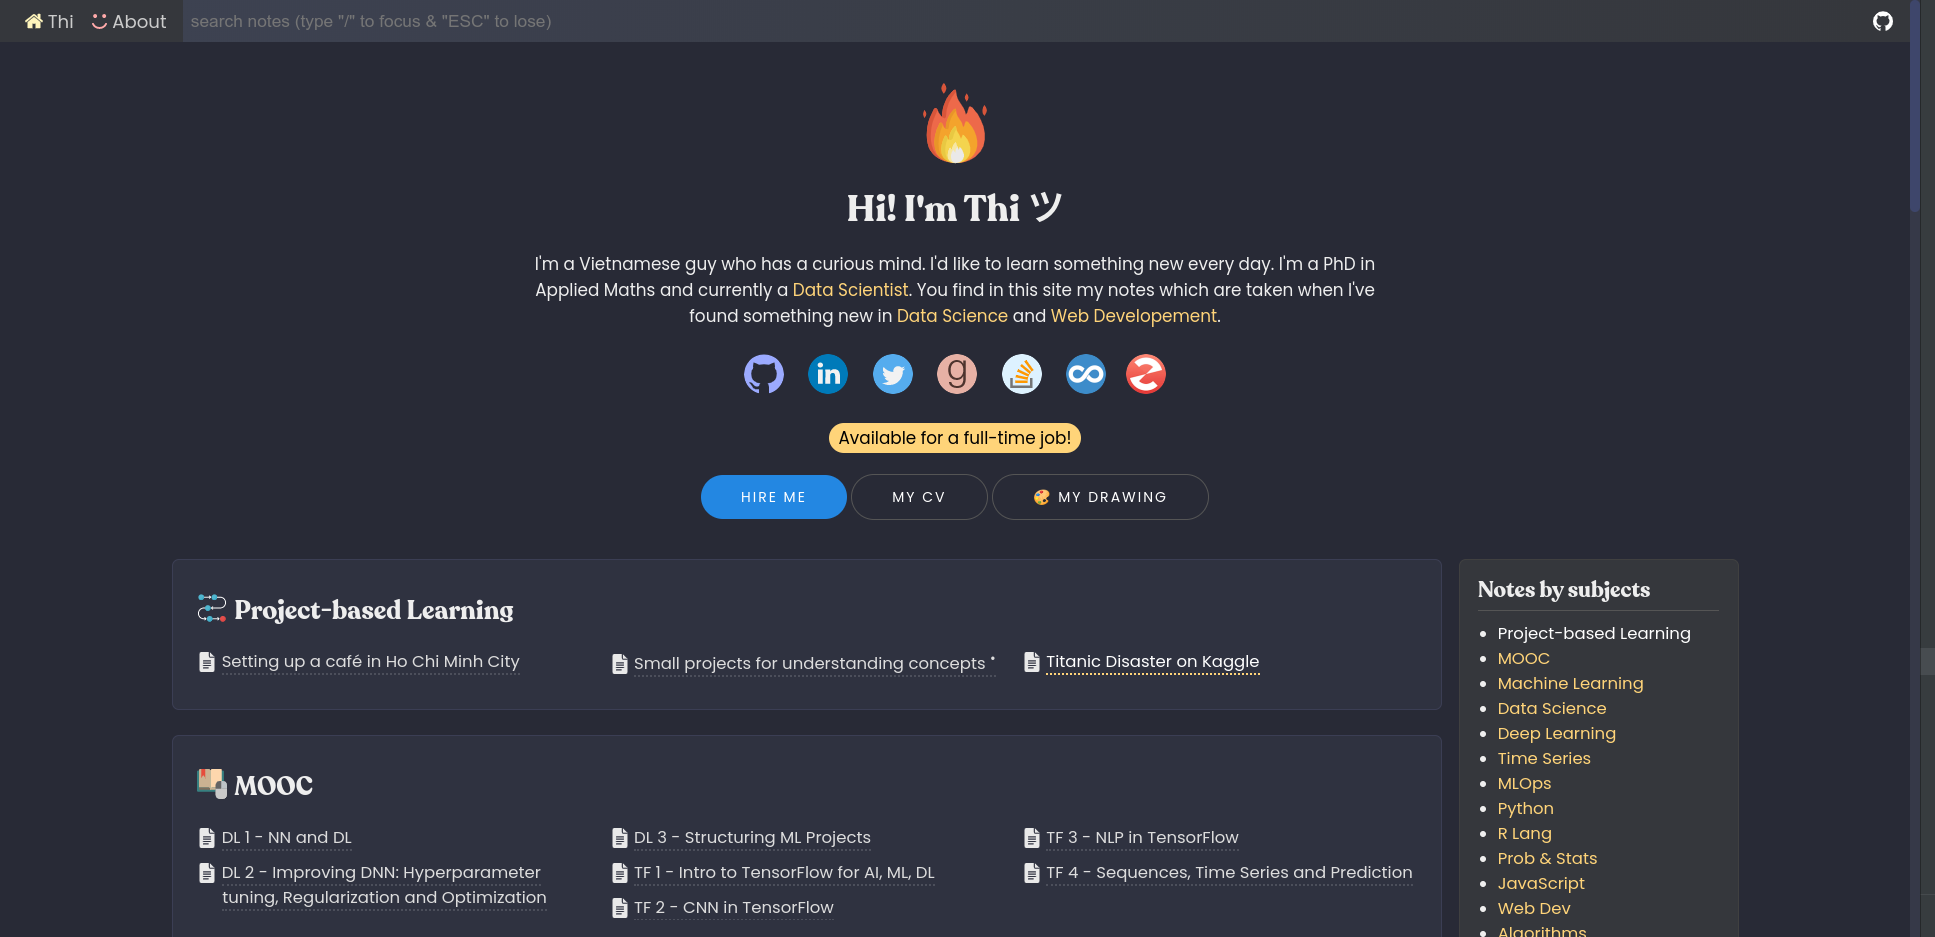 Thi About search notes (type "/" to focus & "ESC" to lose)
Hi! I'm Thi ツ
I'm a Vietnamese guy who has a curious mind. I'd like to learn something new every day. I'm a PhD in
Applied Maths and currently a Data Scientist. You find in this site my notes which are taken when I've
found something new in Data Science and Web Developement.
in g
Available for a full-time job!
HIRE ME MY CV MY DRAWING
Project-based Learning
Setting up a café in Ho Chi Minh City
Small projects for understanding concepts •
Titanic Disaster on Kaggle
MOOC
DL 1 - NN and DL
DL 2 - Improving DNN: Hyperparameter
tuning, Regularization and Optimization
DL 3 - Structuring ML Projects
TF 1 - Intro to TensorFlow for AI, ML, DL
TF 2 - CNN in TensorFlow
TF 3 - NLP in TensorFlow
TF 4 - Sequences, Time Series and Prediction
Notes by subjects
Project-based Learning
MOOC
Machine Learning
Data Science
Deep Learning
Time Series
MLOps
Python
R Lang
Prob & Stats
JavaScript
Web Dev
Algorithms